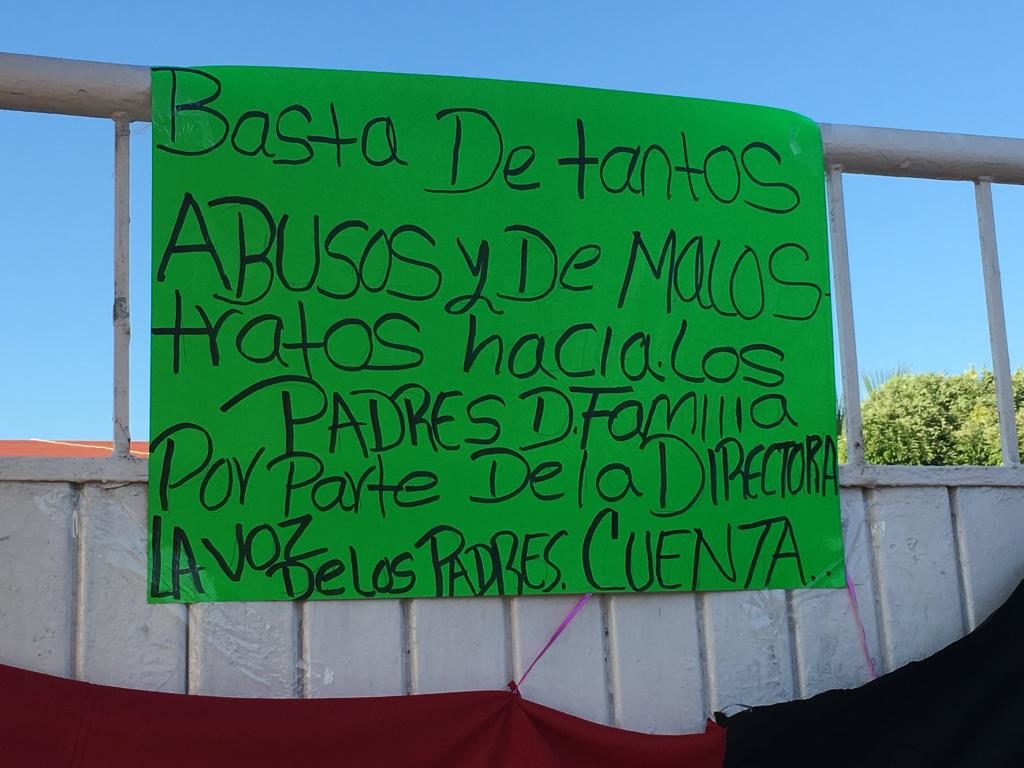 Basta De tantos
ABUSOS y De MALOS.
tratos hacia.Los
PADRES D.Familia
Por Parte De la DIRECTORA
LA VOZ De Los PADRES. CUENTA..